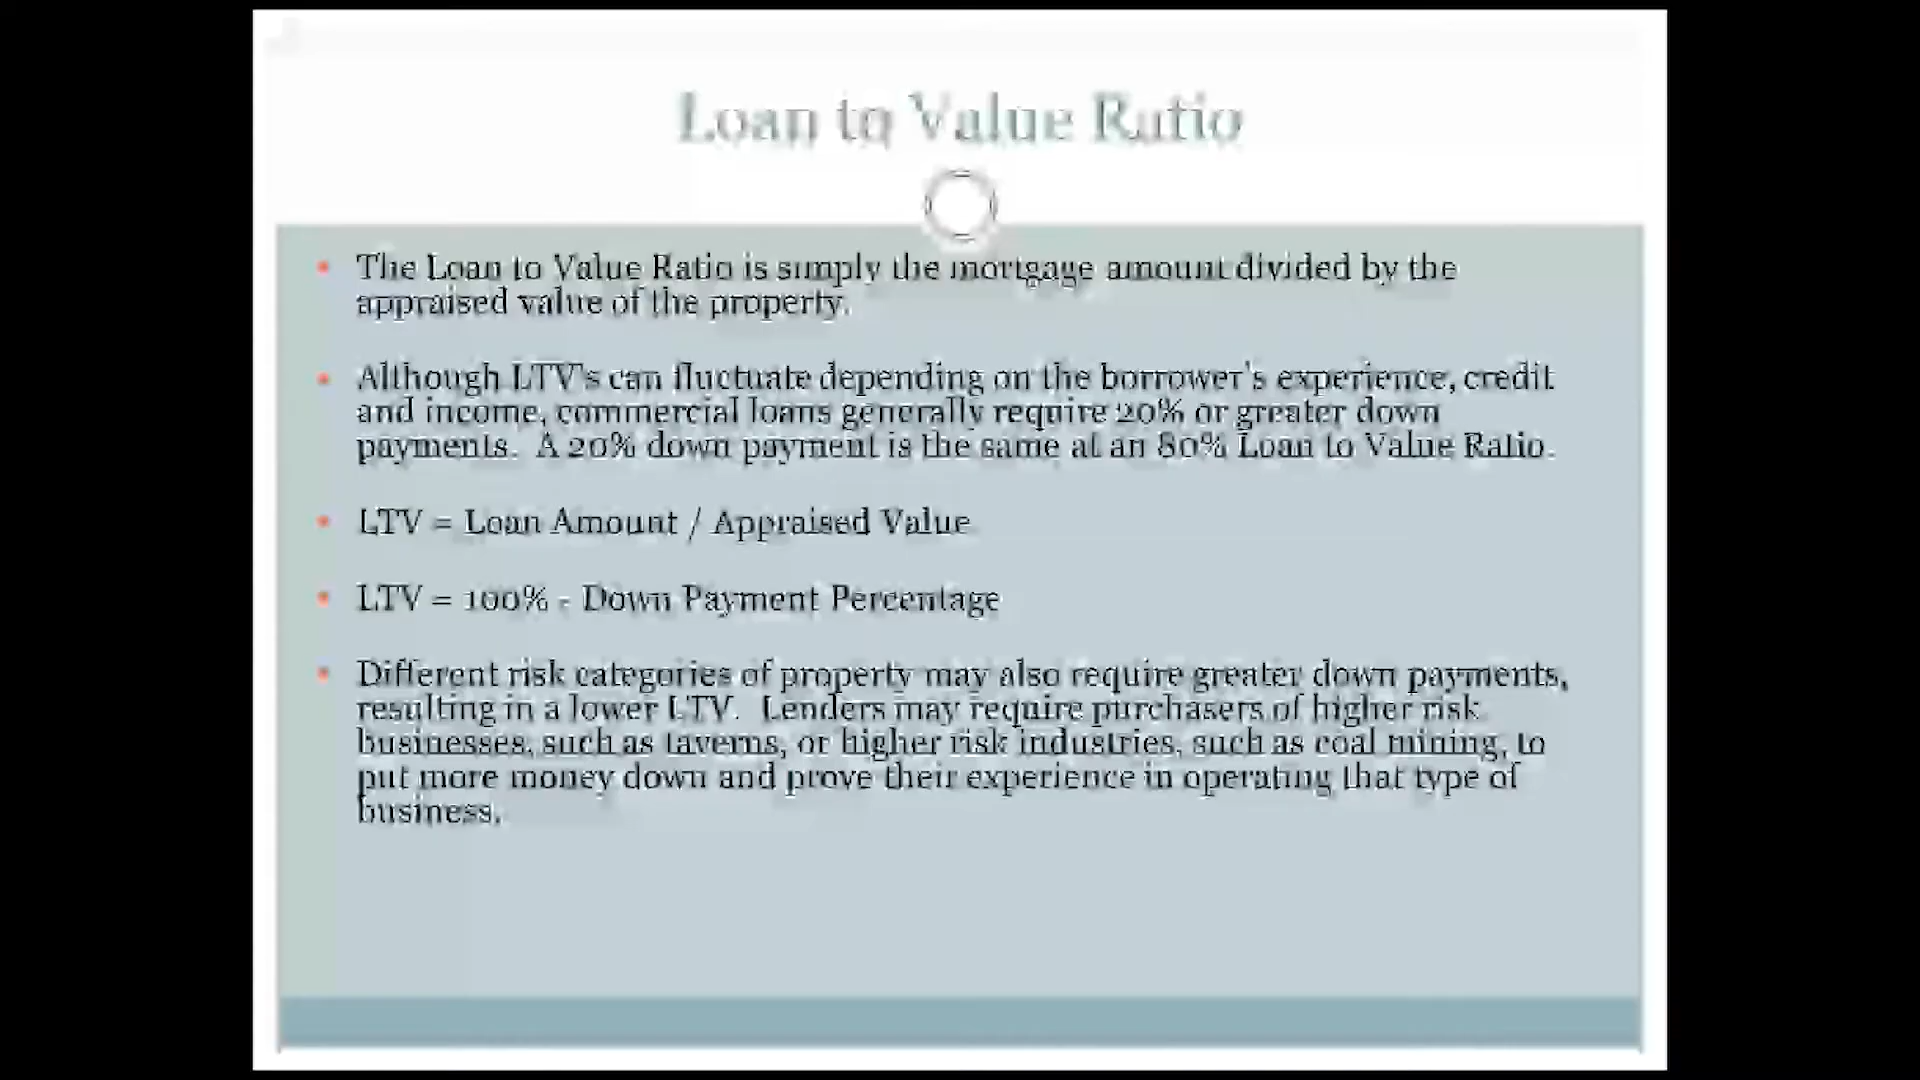 Loan to Value Ratio
• The Loan to Value Ratio is simply the mortgage amount divided by the
appraised value of the property.
• Although LTV's can fluctuate depending on the borrower's experience, credit
and income, commercial loans generally require 20% or greater down
payments. A 20% down payment is the same at an 80% Loan to Value Ratio.
• LTV = Loan Amount / Appraised Value
• LTV = 100% - Down Payment Percentage
• Different risk categories of property may also require greater down payments,
resulting in a lower LTV. Lenders may require purchasers of higher risk
businesses, such as taverns, or higher risk industries, such as coal mining, to
put more money down and prove their experience in operating that type of
business.